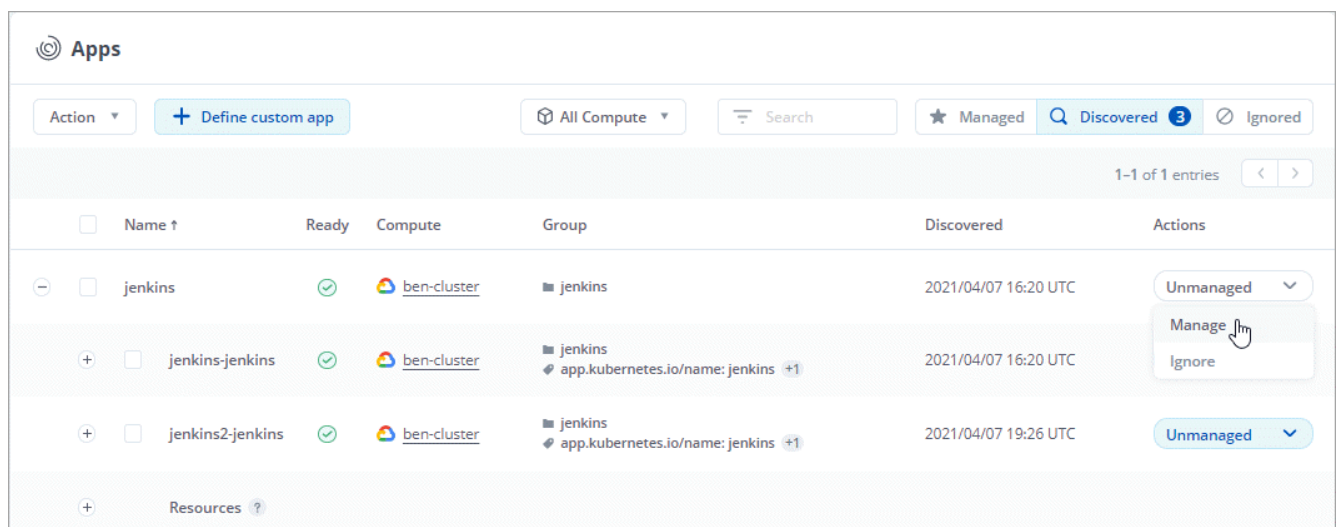 Apps
Action
+ Define custom app
All Compute
Search
Managed
Discovered 3
Ignored
1–1 of 1 entries
Name ↑ Ready Compute Group Discovered Actions
jenkins ben-cluster jenkins 2021/04/07 16:20 UTC Unmanaged
Manage
jenkins-jenkins ben-cluster jenkins 2021/04/07 16:20 UTC
app.kubernetes.io/name: jenkins +1
Ignore
jenkins2-jenkins ben-cluster jenkins 2021/04/07 19:26 UTC Unmanaged
app.kubernetes.io/name: jenkins +1
Resources ?